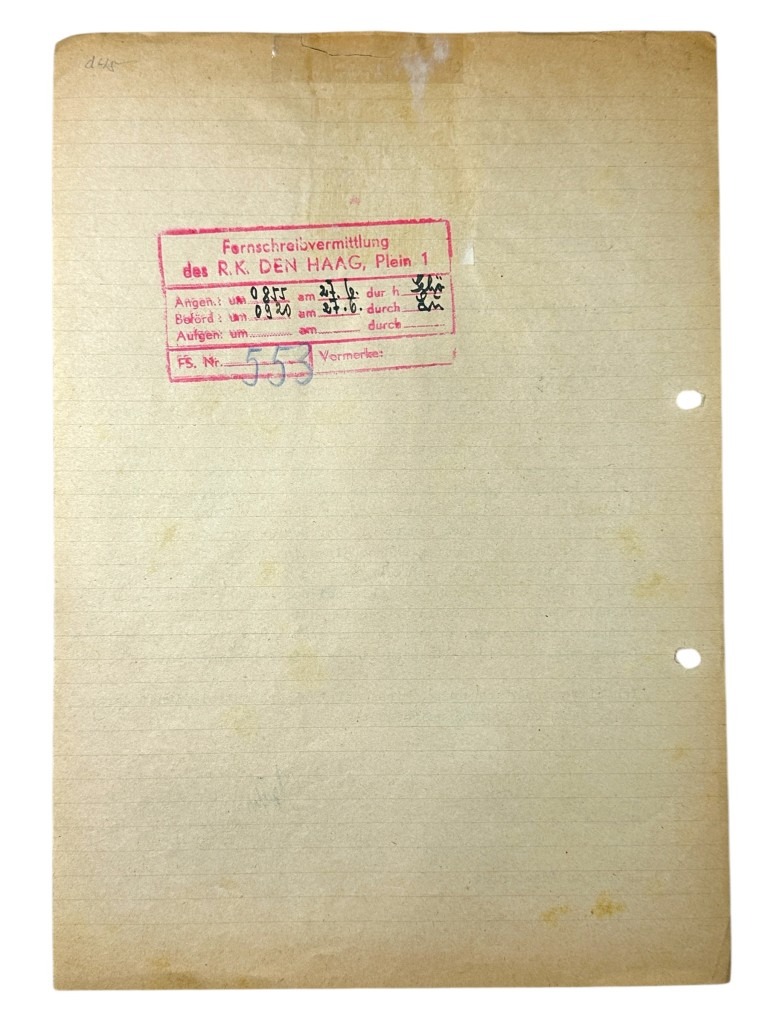 Fernschreibvermittlung
des R.K. DEN HAAG, Plein 1
Angen.: um 0855 am 27.6. durch
Beförd.: um 0920 am 27.6. durch
Aufgen: um am durch
FS. Nr. 553 Vermerke: